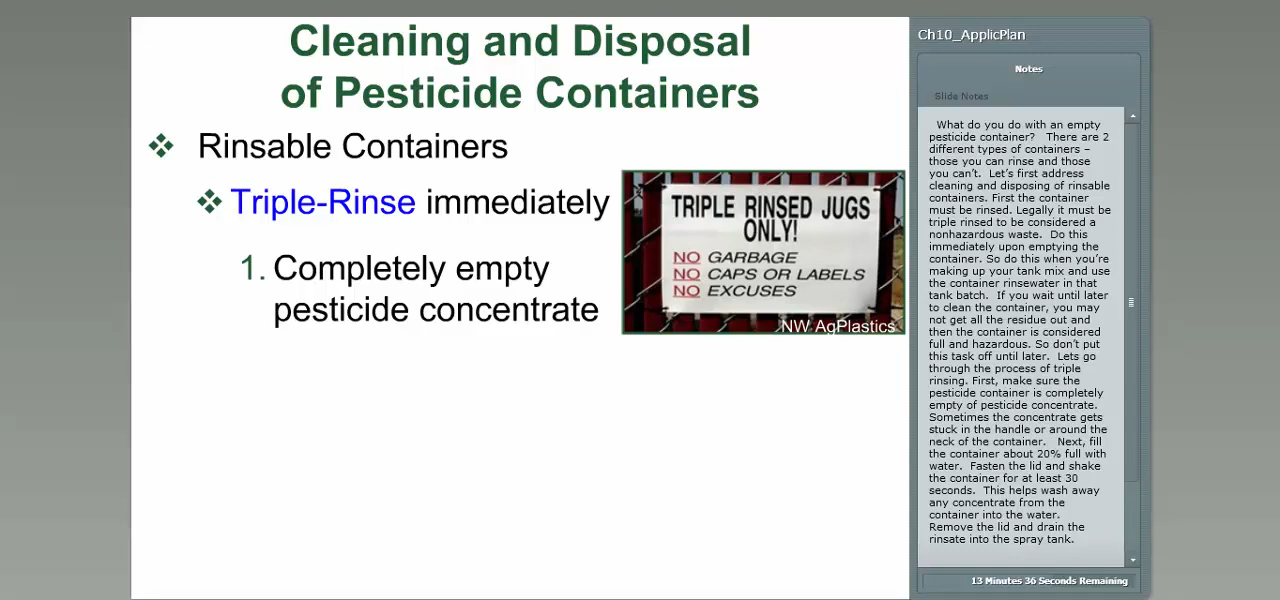 Cleaning and Disposal
of Pesticide Containers
Rinsable Containers
Triple-Rinse immediately
1. Completely empty
pesticide concentrate
TRIPLE RINSED JUGS
ONLY!
NO GARBAGE
NO CAPS OR LABELS
NO EXCUSES
NW AgPlastics
Ch10_ApplicPlan
Notes
Slide Notes
What do you do with an empty
pesticide container? There are 2
different types of containers –
those you can rinse and those
you can't. Let's first address
cleaning and disposing of rinsable
containers. First the container
must be rinsed. Legally it must be
triple rinsed to be considered a
nonhazardous waste. Do this
immediately upon emptying the
container. So do this when you're
making up your tank mix and use
the container rinsewater in that
tank batch. If you wait until later
to clean the container, you may
not get all the residue out and
then the container is considered
full and hazardous. So don't put
this task off until later. Lets go
through the process of triple
rinsing. First, make sure the
pesticide container is completely
empty of pesticide concentrate.
Sometimes the concentrate gets
stuck in the handle or around the
neck of the container. Next, fill
the container about 20% full with
water. Fasten the lid and shake
the container for at least 30
seconds. This helps wash away
any concentrate from the
container into the water.
Remove the lid and drain the
rinsate into the spray tank.
13 Minutes 36 Seconds Remaining